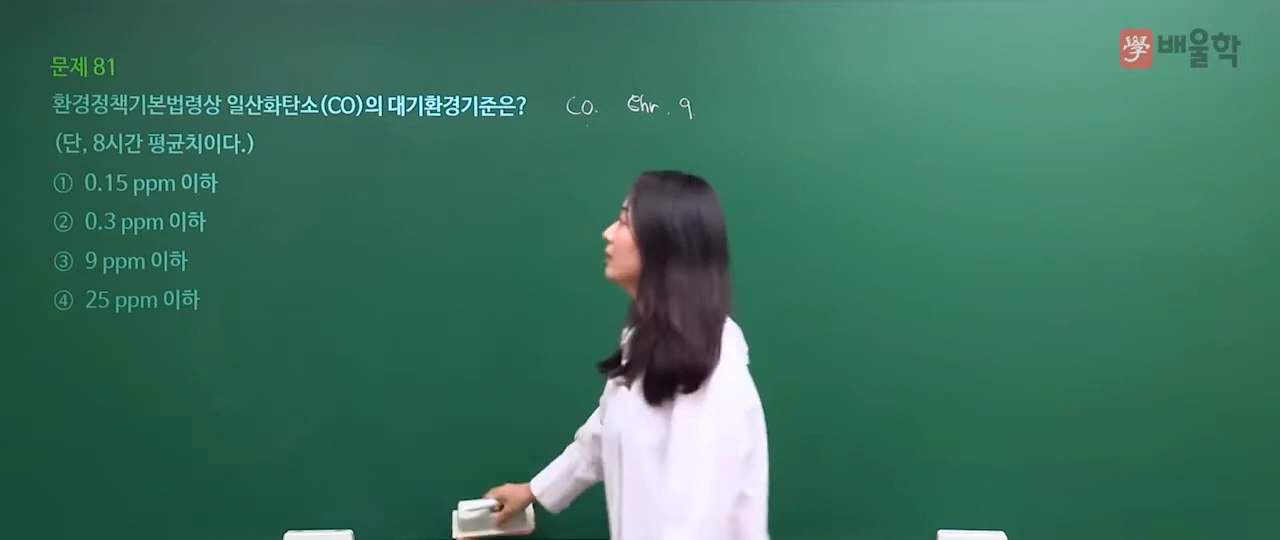 學 배울학
문제 81
환경정책기본법령상 일산화탄소(CO)의 대기환경기준은? CO. 8hr. 9
(단, 8시간 평균치이다.)
① 0.15 ppm 이하
② 0.3 ppm 이하
③ 9 ppm 이하
④ 25 ppm 이하